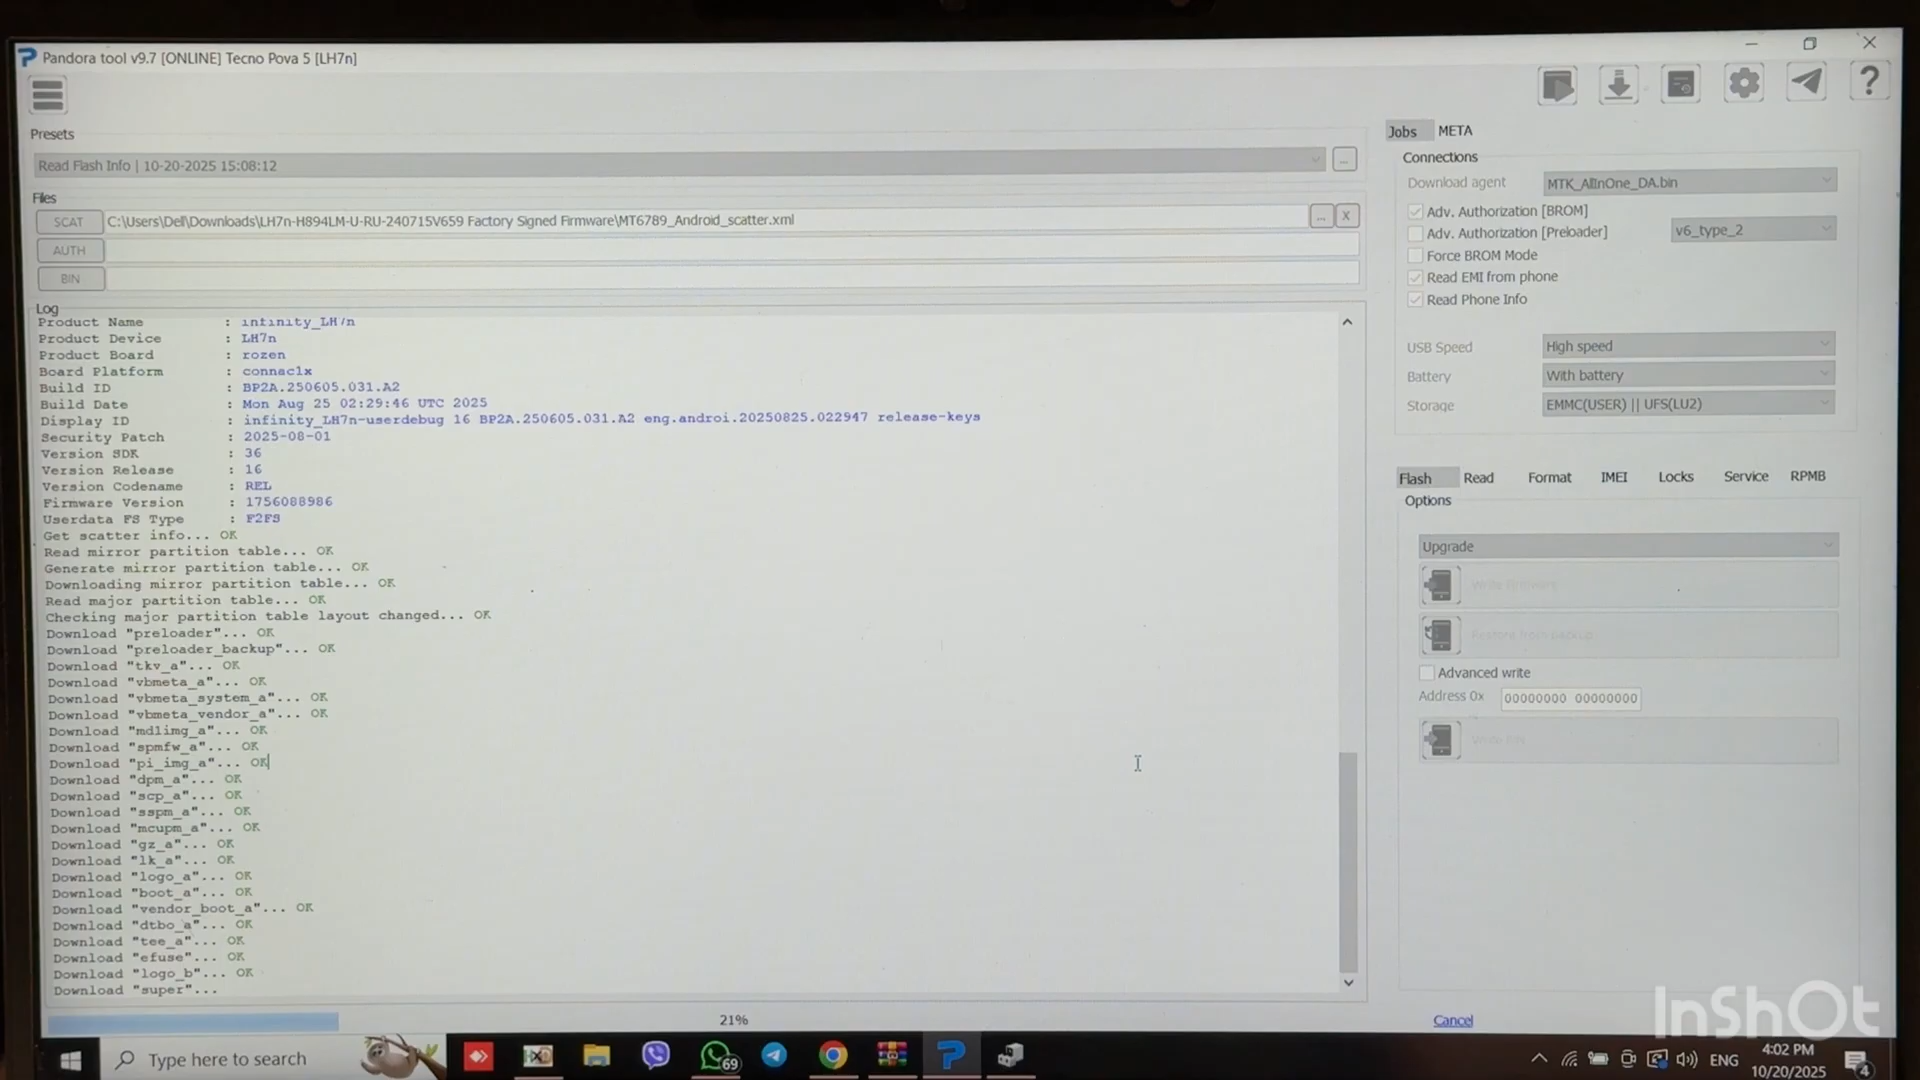 Pandora tool v9.7 [ONLINE] Tecno Pova 5 [LH7n]
Presets
Read Flash Info | 10-20-2025 15:08:12
...
Files
SCAT C:\Users\Dell\Downloads\LH7n-H894LM-U-RU-240715V659 Factory Signed Firmware\MT6789_Android_scatter.xml ... X
AUTH
BIN
Log
Product Name : infinity_LH7n
Product Device : LH7n
Product Board : rozen
Board Platform : connac1x
Build ID : BP2A.250605.031.A2
Build Date : Mon Aug 25 02:29:46 UTC 2025
Display ID : infinity_LH7n-userdebug 16 BP2A.250605.031.A2 eng.androi.20250825.022947 release-keys
Security Patch : 2025-08-01
Version SDK : 36
Version Release : 16
Version Codename : REL
Firmware Version : 1756088986
Userdata FS Type : F2FS
Get scatter info... OK
Read mirror partition table... OK
Generate mirror partition table... OK
Downloading mirror partition table... OK
Read major partition table... OK
Checking major partition table layout changed... OK
Download "preloader"... OK
Download "preloader_backup"... OK
Download "tkv_a"... OK
Download "vbmeta_a"... OK
Download "vbmeta_system_a"... OK
Download "vbmeta_vendor_a"... OK
Download "md1img_a"... OK
Download "spmfw_a"... OK
Download "pi_img_a"... OK
Download "dpm_a"... OK
Download "scp_a"... OK
Download "sspm_a"... OK
Download "mcupm_a"... OK
Download "gz_a"... OK
Download "lk_a"... OK
Download "logo_a"... OK
Download "boot_a"... OK
Download "vendor_boot_a"... OK
Download "dtbo_a"... OK
Download "tee_a"... OK
Download "efuse"... OK
Download "logo_b"... OK
Download "super"...
21%
Cancel
?
Jobs META
Connections
Download agent MTK_AllInOne_DA.bin
Adv. Authorization [BROM]
Adv. Authorization [Preloader] v6_type_2
Force BROM Mode
Read EMI from phone
Read Phone Info
USB Speed High speed
Battery With battery
Storage EMMC(USER) || UFS(LU2)
Flash Read Format IMEI Locks Service RPMB
Options
Upgrade
Write Firmware
Restore from backup
Advanced write
Address 0x 00000000 00000000
Write BIN
InShOt
Type here to search
69
ENG
4:02 PM
10/20/2025
4